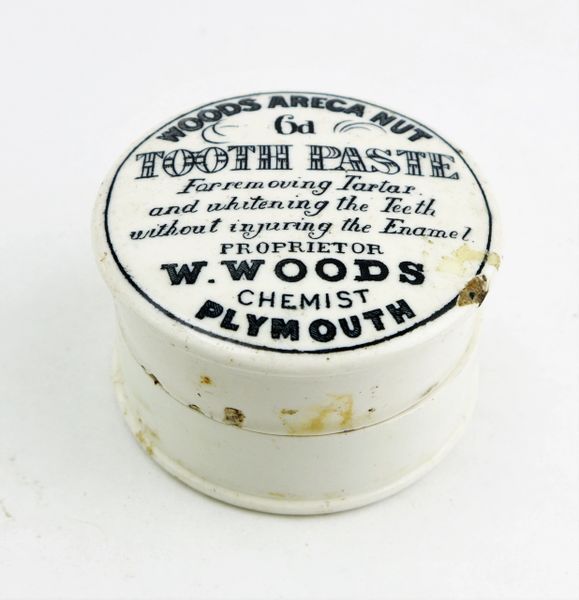 WOODS ARECA NUT
6d
TOOTH PASTE
For removing Tartar.
and whitening the Teeth
without injuring the Enamel.
PROPRIETOR
W. WOODS
CHEMIST
PLYMOUTH